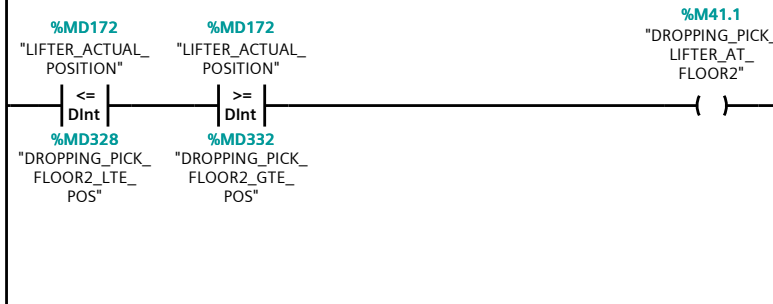 %MD172
"LIFTER_ACTUAL_
POSITION"
<=
DInt
%MD328
"DROPPING_PICK_
FLOOR2_LTE_
POS"
%MD172
"LIFTER_ACTUAL_
POSITION"
>=
DInt
%MD332
"DROPPING_PICK_
FLOOR2_GTE_
POS"
%M41.1
"DROPPING_PICK_
LIFTER_AT_
FLOOR2"